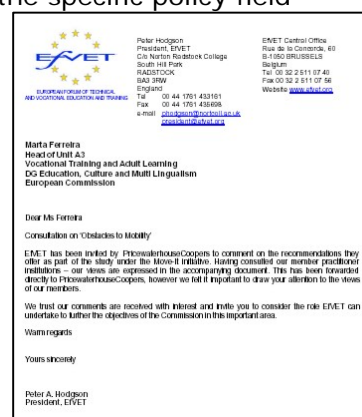 the specific policy field
EfVET
EUROPEAN FORUM OF TECHNICAL
AND VOCATIONAL EDUCATION AND TRAINING
Peter Hodgson
President, EfVET
C/o Norton Radstock College
South Hill Park
RADSTOCK
BA3 3RW
England
Tel 00 44 1761 433161
Fax 00 44 1761 435698
e-mail phodgson@nortcoll.ac.uk
president@efvet.org
EfVET Central Office
Rue de la Concorde, 60
B-1050 BRUSSELS
Belgium
Tel 00 32 2 511 07 40
Fax 00 32 2 511 07 56
Website www.efvet.org
Marta Ferreira
Head of Unit A3
Vocational Training and Adult Learning
DG Education, Culture and Multi Lingualism
European Commission
Dear Ms Ferreira
Consultation on 'Obstacles to Mobility'
EfVET has been invited by PricewaterhouseCoopers to comment on the recommendations they
offer as part of the study under the Move-It initiative. Having consulted our member practitioner
institutions – our views are expressed in the accompanying document. This has been forwarded
directly to PricewaterhouseCoopers, however we felt it important to draw your attention to the views
of our members.
We trust our comments are received with interest and invite you to consider the role EfVET can
undertake to further the objectives of the Commission in this important area.
Warm regards
Yours sincerely
Peter A. Hodgson
President, EfVET